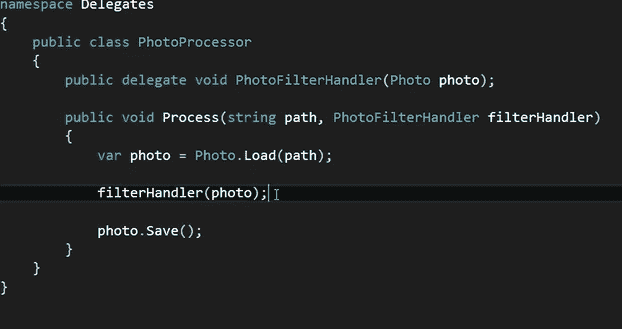 namespace Delegates
{
public class PhotoProcessor
{
public delegate void PhotoFilterHandler(Photo photo);
public void Process(string path, PhotoFilterHandler filterHandler)
{
var photo = Photo.Load(path);
filterHandler(photo);
photo.Save();
}
}
}